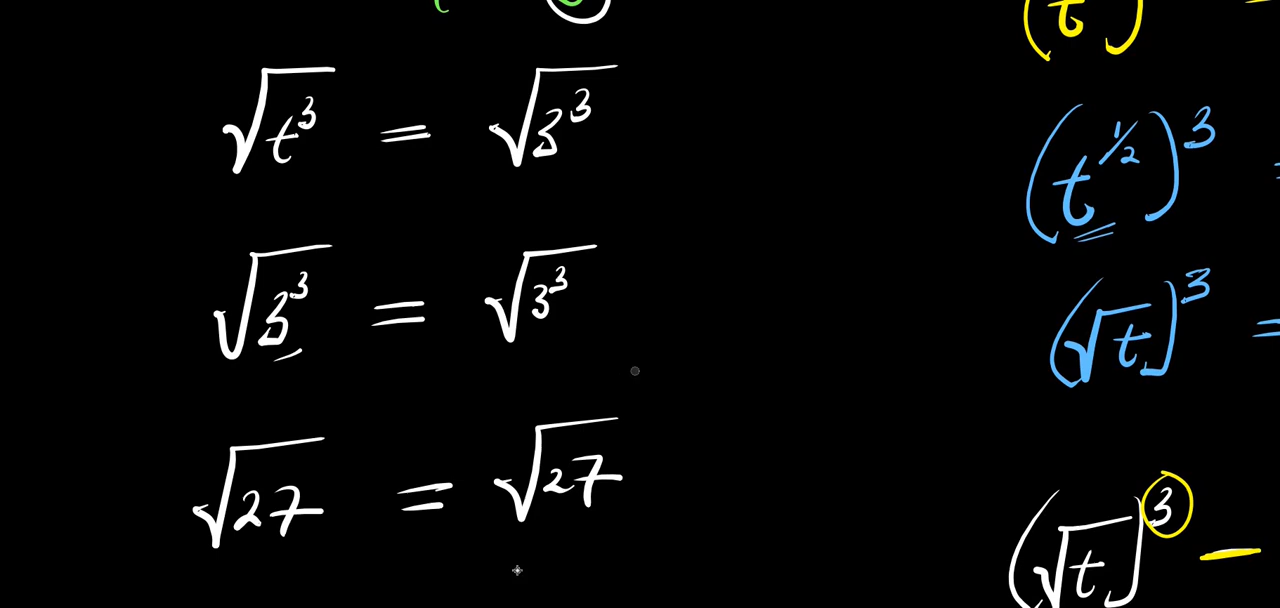 √t³ = √3³
√3³ = √3³
√27 = √27
(t)
(t^1/2)³
(√t)³ =
(√t)³ –